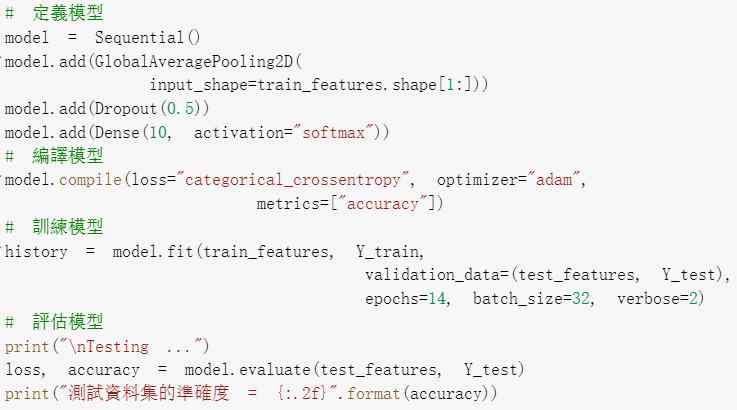 # 定義模型
model = Sequential()
model.add(GlobalAveragePooling2D(
input_shape=train_features.shape[1:]))
model.add(Dropout(0.5))
model.add(Dense(10, activation="softmax"))
# 編譯模型
model.compile(loss="categorical_crossentropy", optimizer="adam",
metrics=["accuracy"])
# 訓練模型
history = model.fit(train_features, Y_train,
validation_data=(test_features, Y_test),
epochs=14, batch_size=32, verbose=2)
# 評估模型
print("\nTesting ...")
loss, accuracy = model.evaluate(test_features, Y_test)
print("測試資料集的準確度 = {:.2f}".format(accuracy))